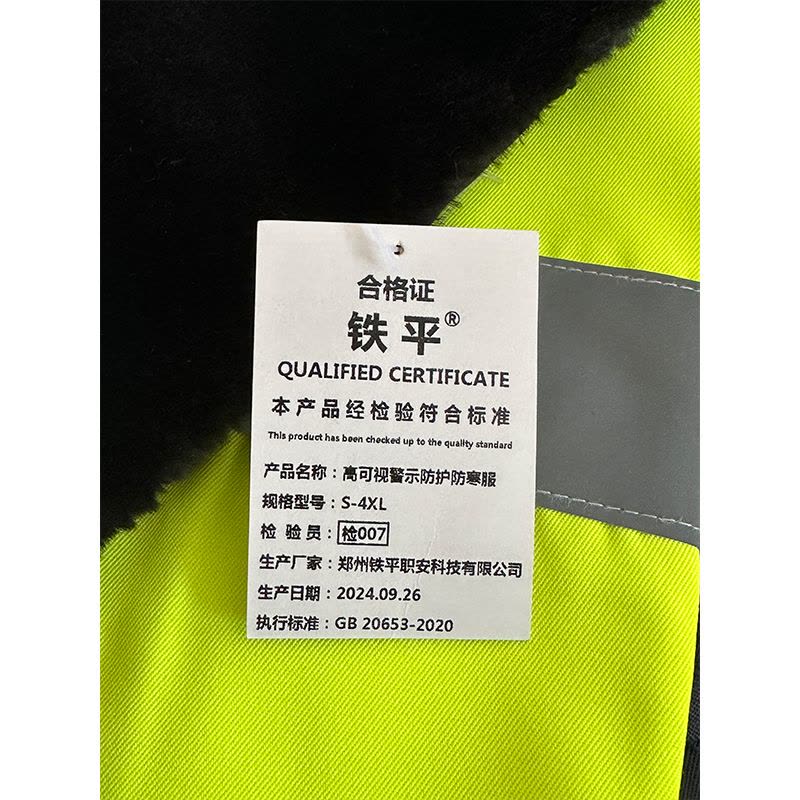 合格证
铁平®
QUALIFIED CERTIFICATE
本产品经检验符合标准
This product has been checked up to the quality standard
产品名称：高可视警示防护防寒服
规格型号：S-4XL
检验员：检007
生产厂家：郑州铁平职安科技有限公司
生产日期：2024.09.26
执行标准：GB 20653-2020